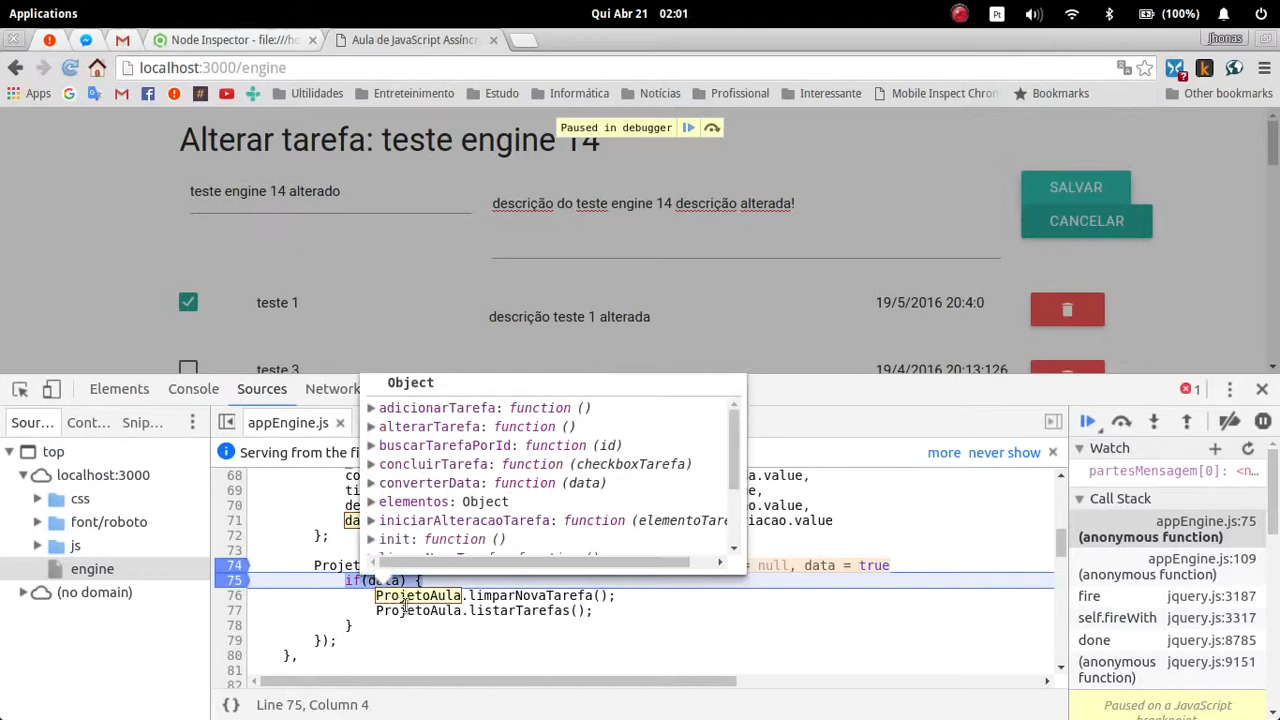 Applications Qui Abr 21 02:01 Pt (100%)
Node Inspector - file:///ho Aula de JavaScript Assíncr Jhonas
localhost:3000/engine
Apps Utilidades Entreteinimento Estudo Informática Notícias Profissional Interessante Mobile Inspect Chron Bookmarks Other bookmarks
Paused in debugger
Alterar tarefa: teste engine 14
teste engine 14 alterado
descrição do teste engine 14 descrição alterada!
SALVAR
CANCELAR
teste 1 descrição teste 1 alterada 19/5/2016 20:4:0
teste 3 19/4/2016 20:13:126
Elements Console Sources Network 1
Object
adicionarTarefa: function ()
alterarTarefa: function ()
buscarTarefaPorId: function (id)
concluirTarefa: function (checkboxTarefa)
converterData: function (data)
elementos: Object
iniciarAlteracaoTarefa: function (elementoTare
init: function ()
Sour... Cont... Snip...
top
localhost:3000
css
font/roboto
js
engine
(no domain)
appEngine.js
Serving from the fi more never show
68 co a.value,
69 ti e,
70 de ao.value,
71 da iacao.value
72 };
73
74 Projet = null, data = true
75 if(data) {
76 ProjetoAula.limparNovaTarefa();
77 ProjetoAula.listarTarefas();
78 }
79 });
80 },
81
82
Line 75, Column 4
Watch
partesMensagem[0]: <n…
Call Stack
appEngine.js:75
(anonymous function)
appEngine.js:109
(anonymous function)
fire jquery.js:3187
self.fireWith jquery.js:3317
done jquery.js:8785
(anonymous function) jquery.js:9151
Paused on a JavaScript
breakpoint